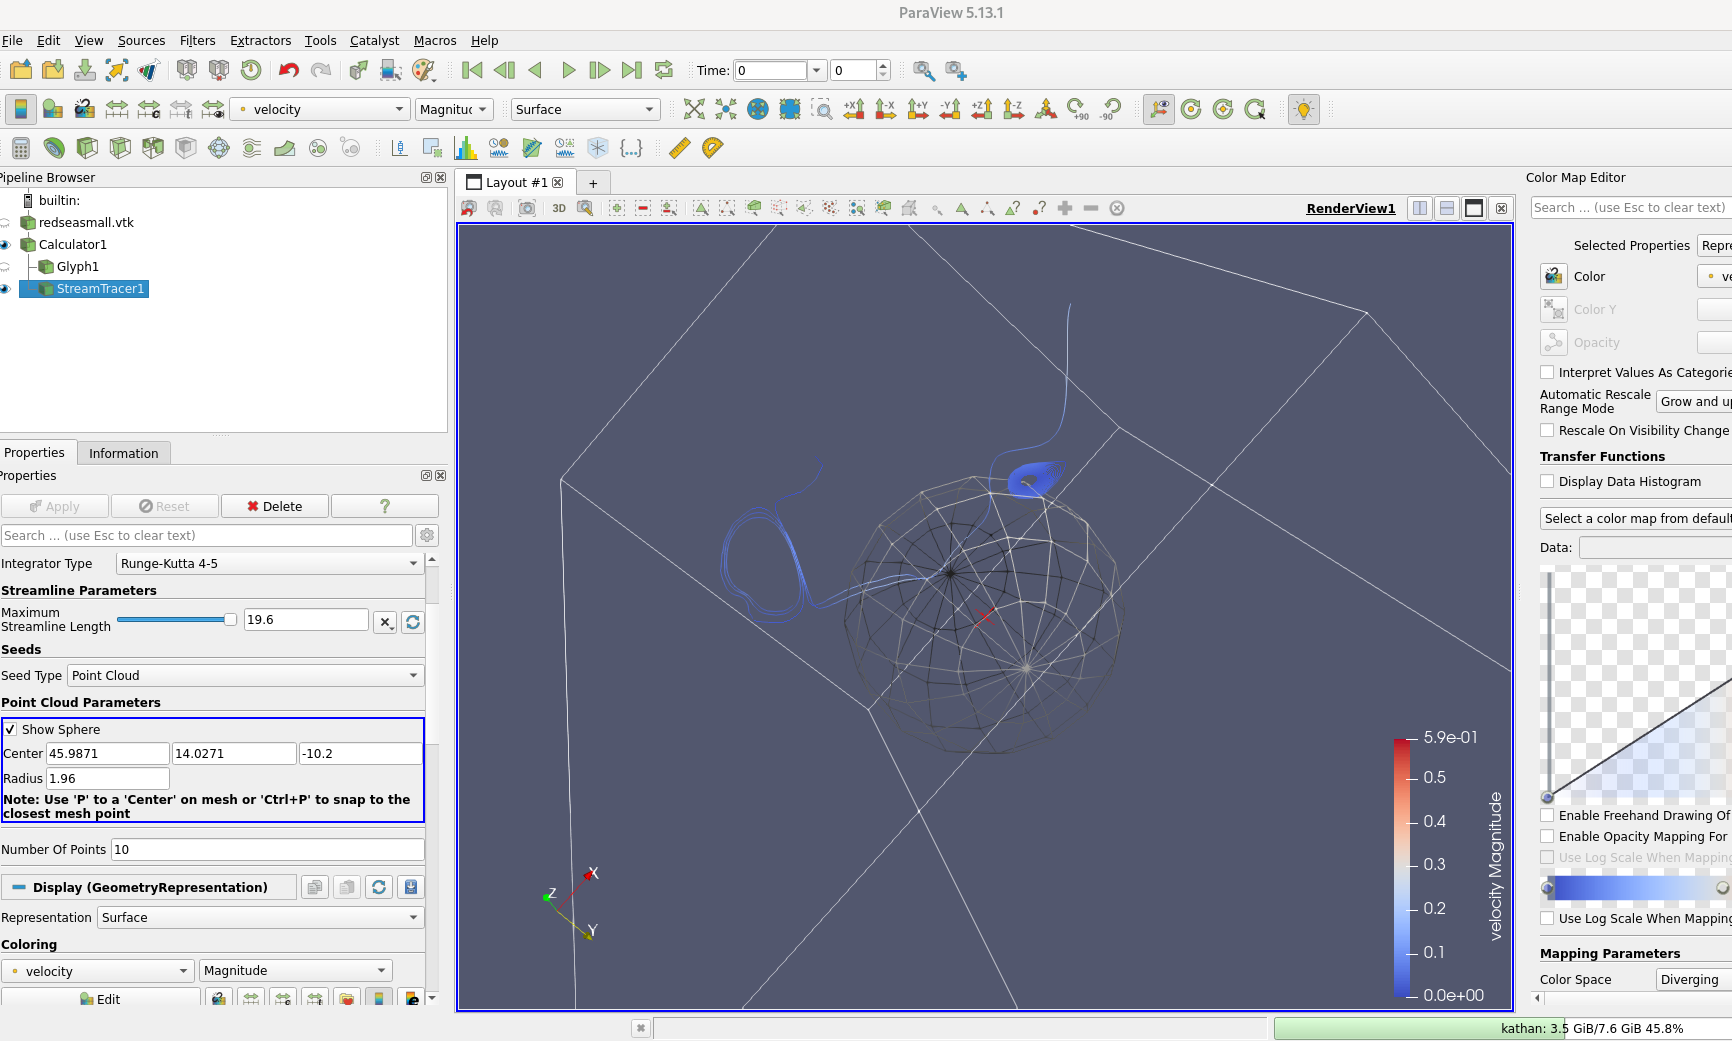 ParaView 5.13.1
File Edit View Sources Filters Extractors Tools Catalyst Macros Help
Time: 0 0
velocity Magnituc Surface +X -X +Y -Y +Z -Z +90 -90
Pipeline Browser
builtin:
redseasmall.vtk
Calculator1
Glyph1
StreamTracer1
Properties Information
Properties
Apply Reset Delete ?
Search ... (use Esc to clear text)
Integrator Type Runge-Kutta 4-5
Streamline Parameters
Maximum
Streamline Length 19.6
Seeds
Seed Type Point Cloud
Point Cloud Parameters
Show Sphere
Center 45.9871 14.0271 -10.2
Radius 1.96
Note: Use 'P' to a 'Center' on mesh or 'Ctrl+P' to snap to the
closest mesh point
Number Of Points 10
Display (GeometryRepresentation)
Representation Surface
Coloring
velocity Magnitude
Edit
Layout #1 +
3D RenderView1
X
Z
Y
5.9e-01
0.5
0.4
0.3
0.2
0.1
0.0e+00
velocity Magnitude
Color Map Editor
Search ... (use Esc to clear text)
Selected Properties Repre
Color ve
Color Y
Opacity
Interpret Values As Categorie
Automatic Rescale
Range Mode Grow and up
Rescale On Visibility Change
Transfer Functions
Display Data Histogram
Select a color map from default
Data:
Enable Freehand Drawing Of
Enable Opacity Mapping For
Use Log Scale When Mapping
Use Log Scale When Mapping
Mapping Parameters
Color Space Diverging
kathan: 3.5 GiB/7.6 GiB 45.8%